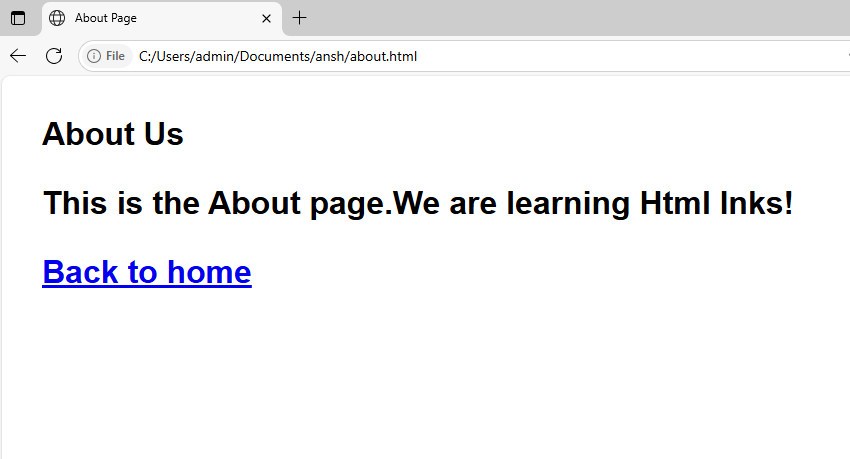 About Page
File C:/Users/admin/Documents/ansh/about.html
About Us
This is the About page.We are learning Html lnks!
Back to home